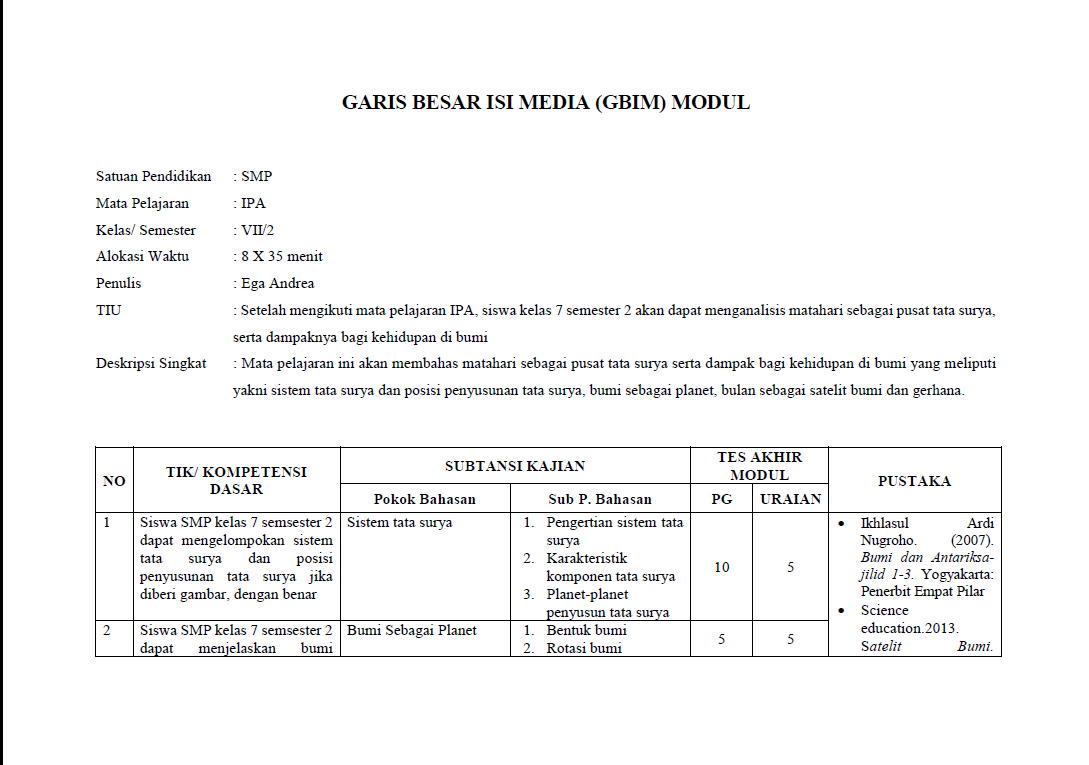 GARIS BESAR ISI MEDIA (GBIM) MODUL
Satuan Pendidikan : SMP
Mata Pelajaran : IPA
Kelas/ Semester : VII/2
Alokasi Waktu : 8 X 35 menit
Penulis : Ega Andrea
TIU : Setelah mengikuti mata pelajaran IPA, siswa kelas 7 semester 2 akan dapat menganalisis matahari sebagai pusat tata surya,
serta dampaknya bagi kehidupan di bumi
Deskripsi Singkat : Mata pelajaran ini akan membahas matahari sebagai pusat tata surya serta dampak bagi kehidupan di bumi yang meliputi
yakni sistem tata surya dan posisi penyusunan tata surya, bumi sebagai planet, bulan sebagai satelit bumi dan gerhana.
NO
TIK/ KOMPETENSI
DASAR
SUBTANSI KAJIAN
TES AKHIR
MODUL
PUSTAKA
Pokok Bahasan
Sub P. Bahasan
PG
URAIAN
1
Siswa SMP kelas 7 semsester 2
dapat mengelompokan sistem
tata surya dan posisi
penyusunan tata surya jika
diberi gambar, dengan benar
Sistem tata surya
1. Pengertian sistem tata
surya
2. Karakteristik
komponen tata surya
3. Planet-planet
penyusun tata surya
10
5
• Ikhlasul Ardi
Nugroho. (2007).
Bumi dan Antariksa-
jilid 1-3. Yogyakarta:
Penerbit Empat Pilar
• Science
education.2013.
Satelit Bumi.
2
Siswa SMP kelas 7 semsester 2
dapat menjelaskan bumi
Bumi Sebagai Planet
1. Bentuk bumi
2. Rotasi bumi
5
5